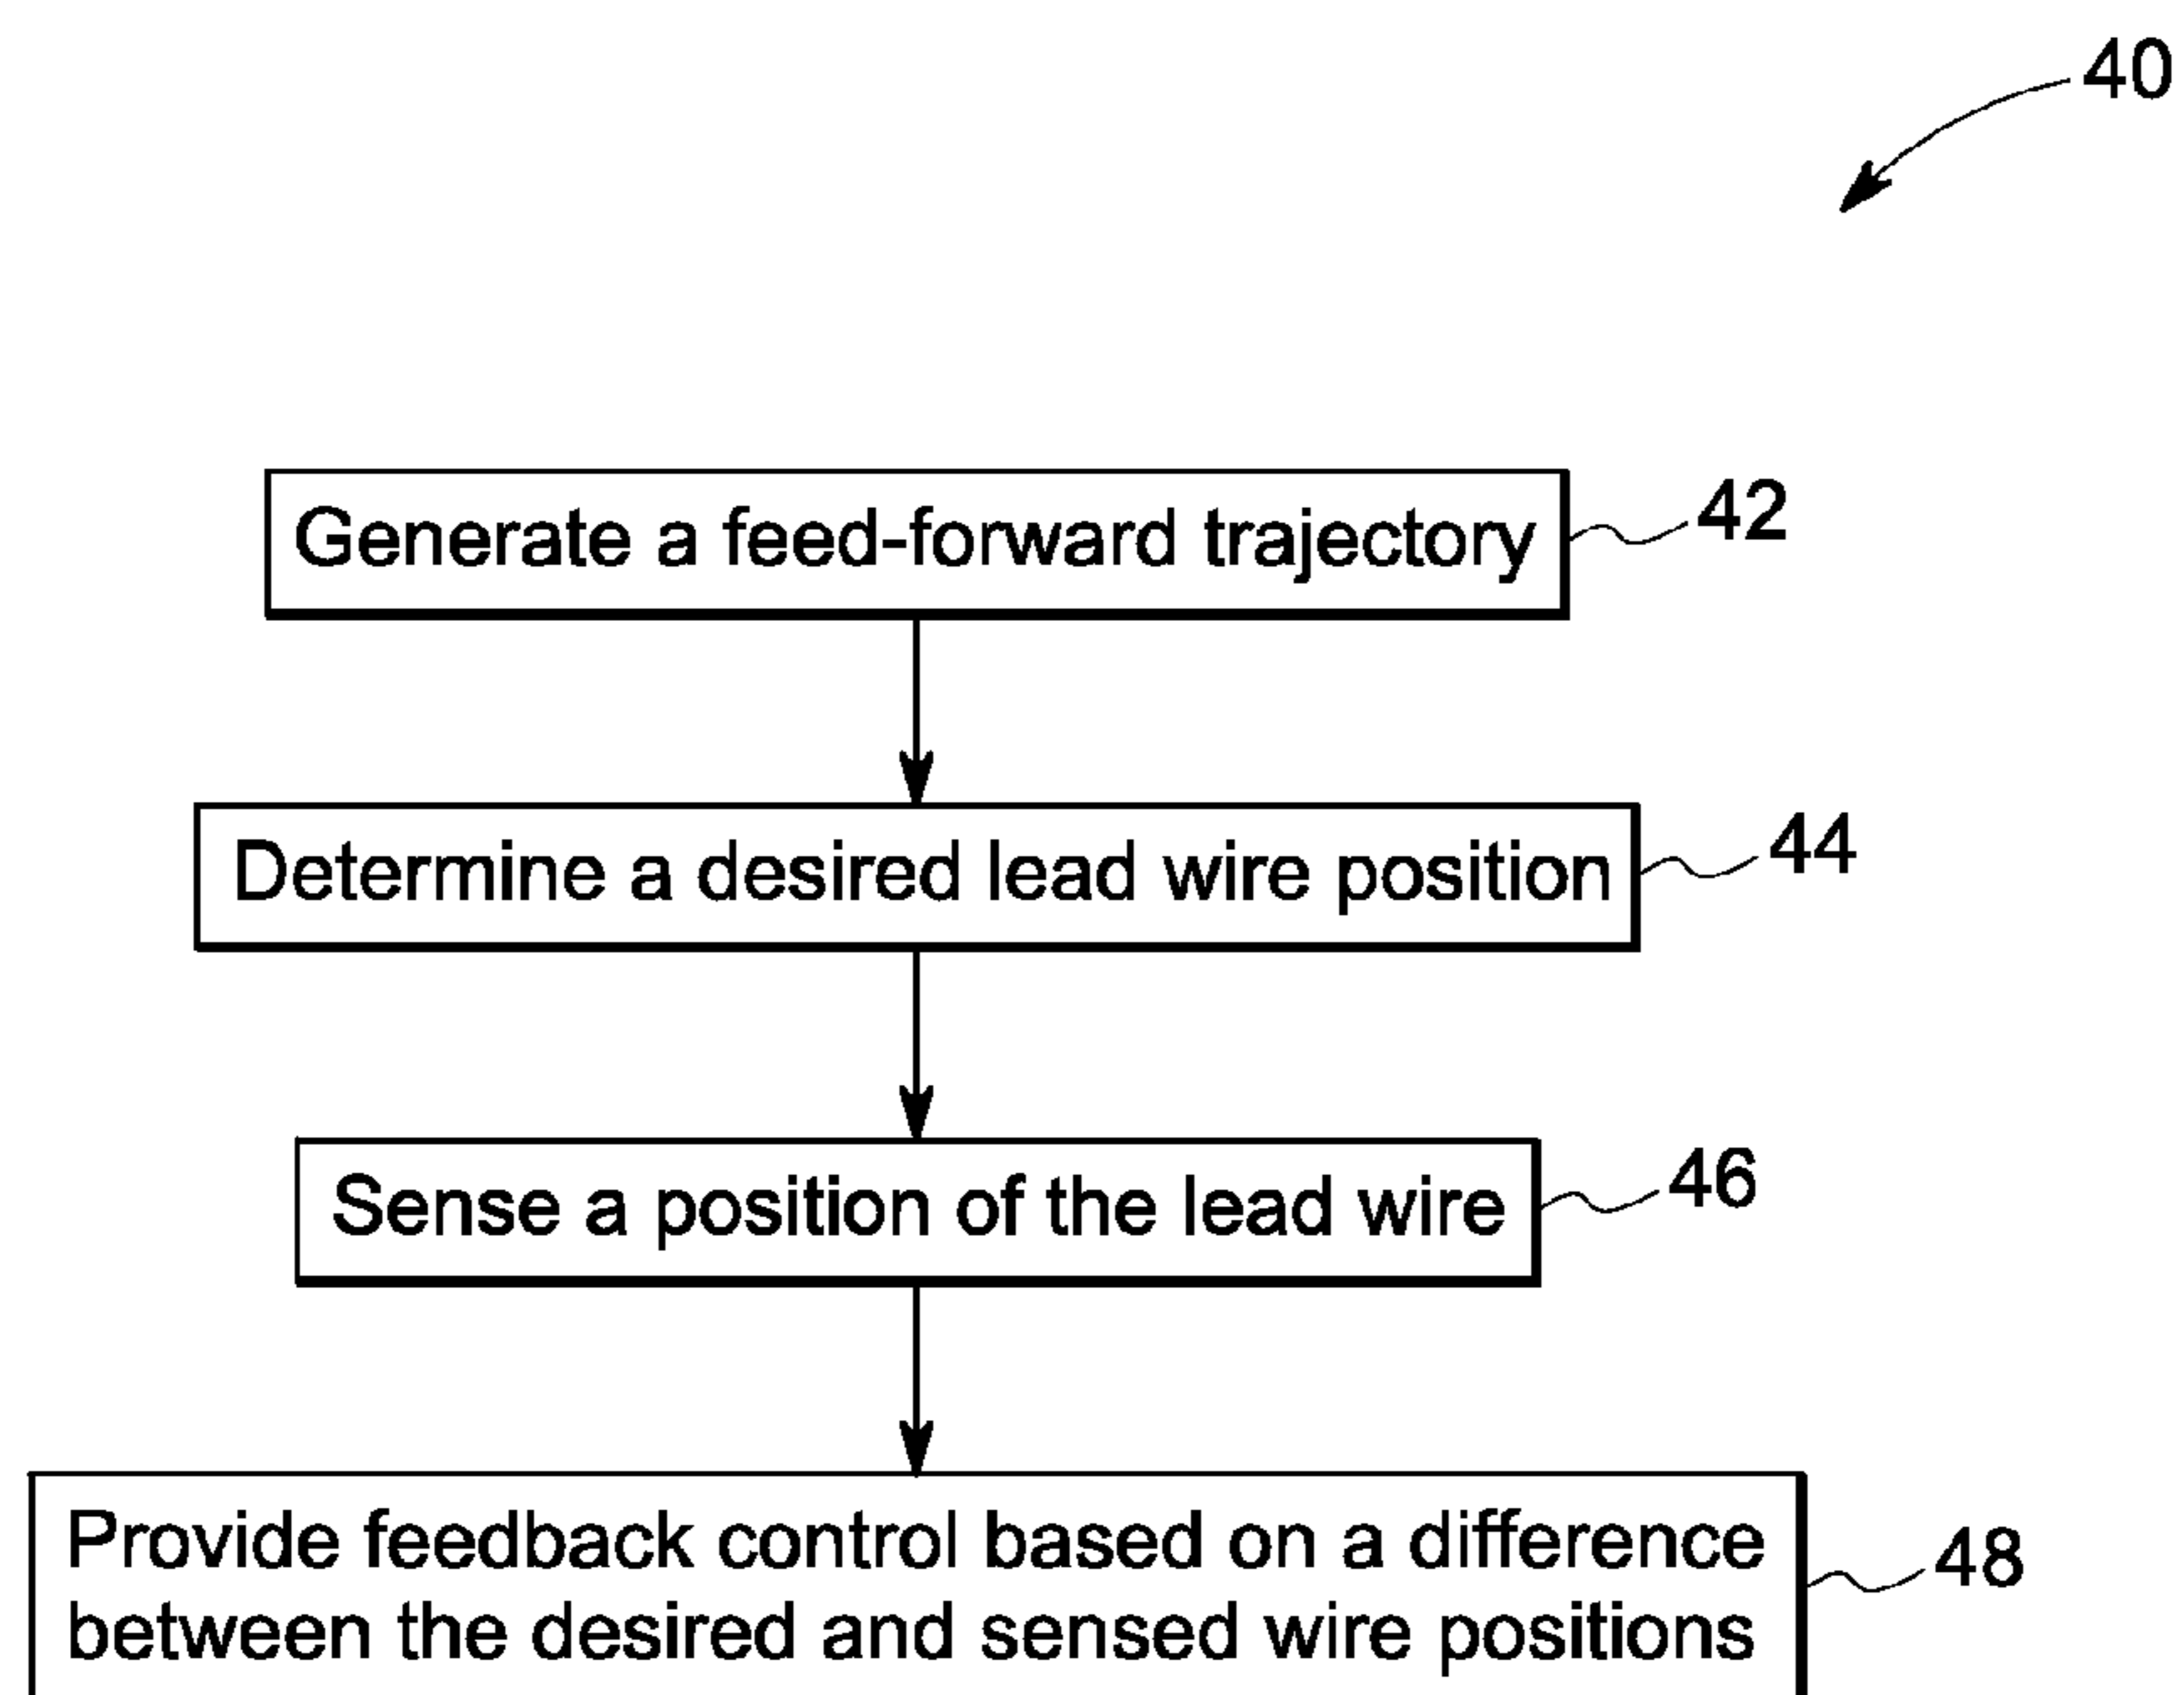 40
Generate a feed-forward trajectory
42
Determine a desired lead wire position
44
Sense a position of the lead wire
46
Provide feedback control based on a difference
between the desired and sensed wire positions
48